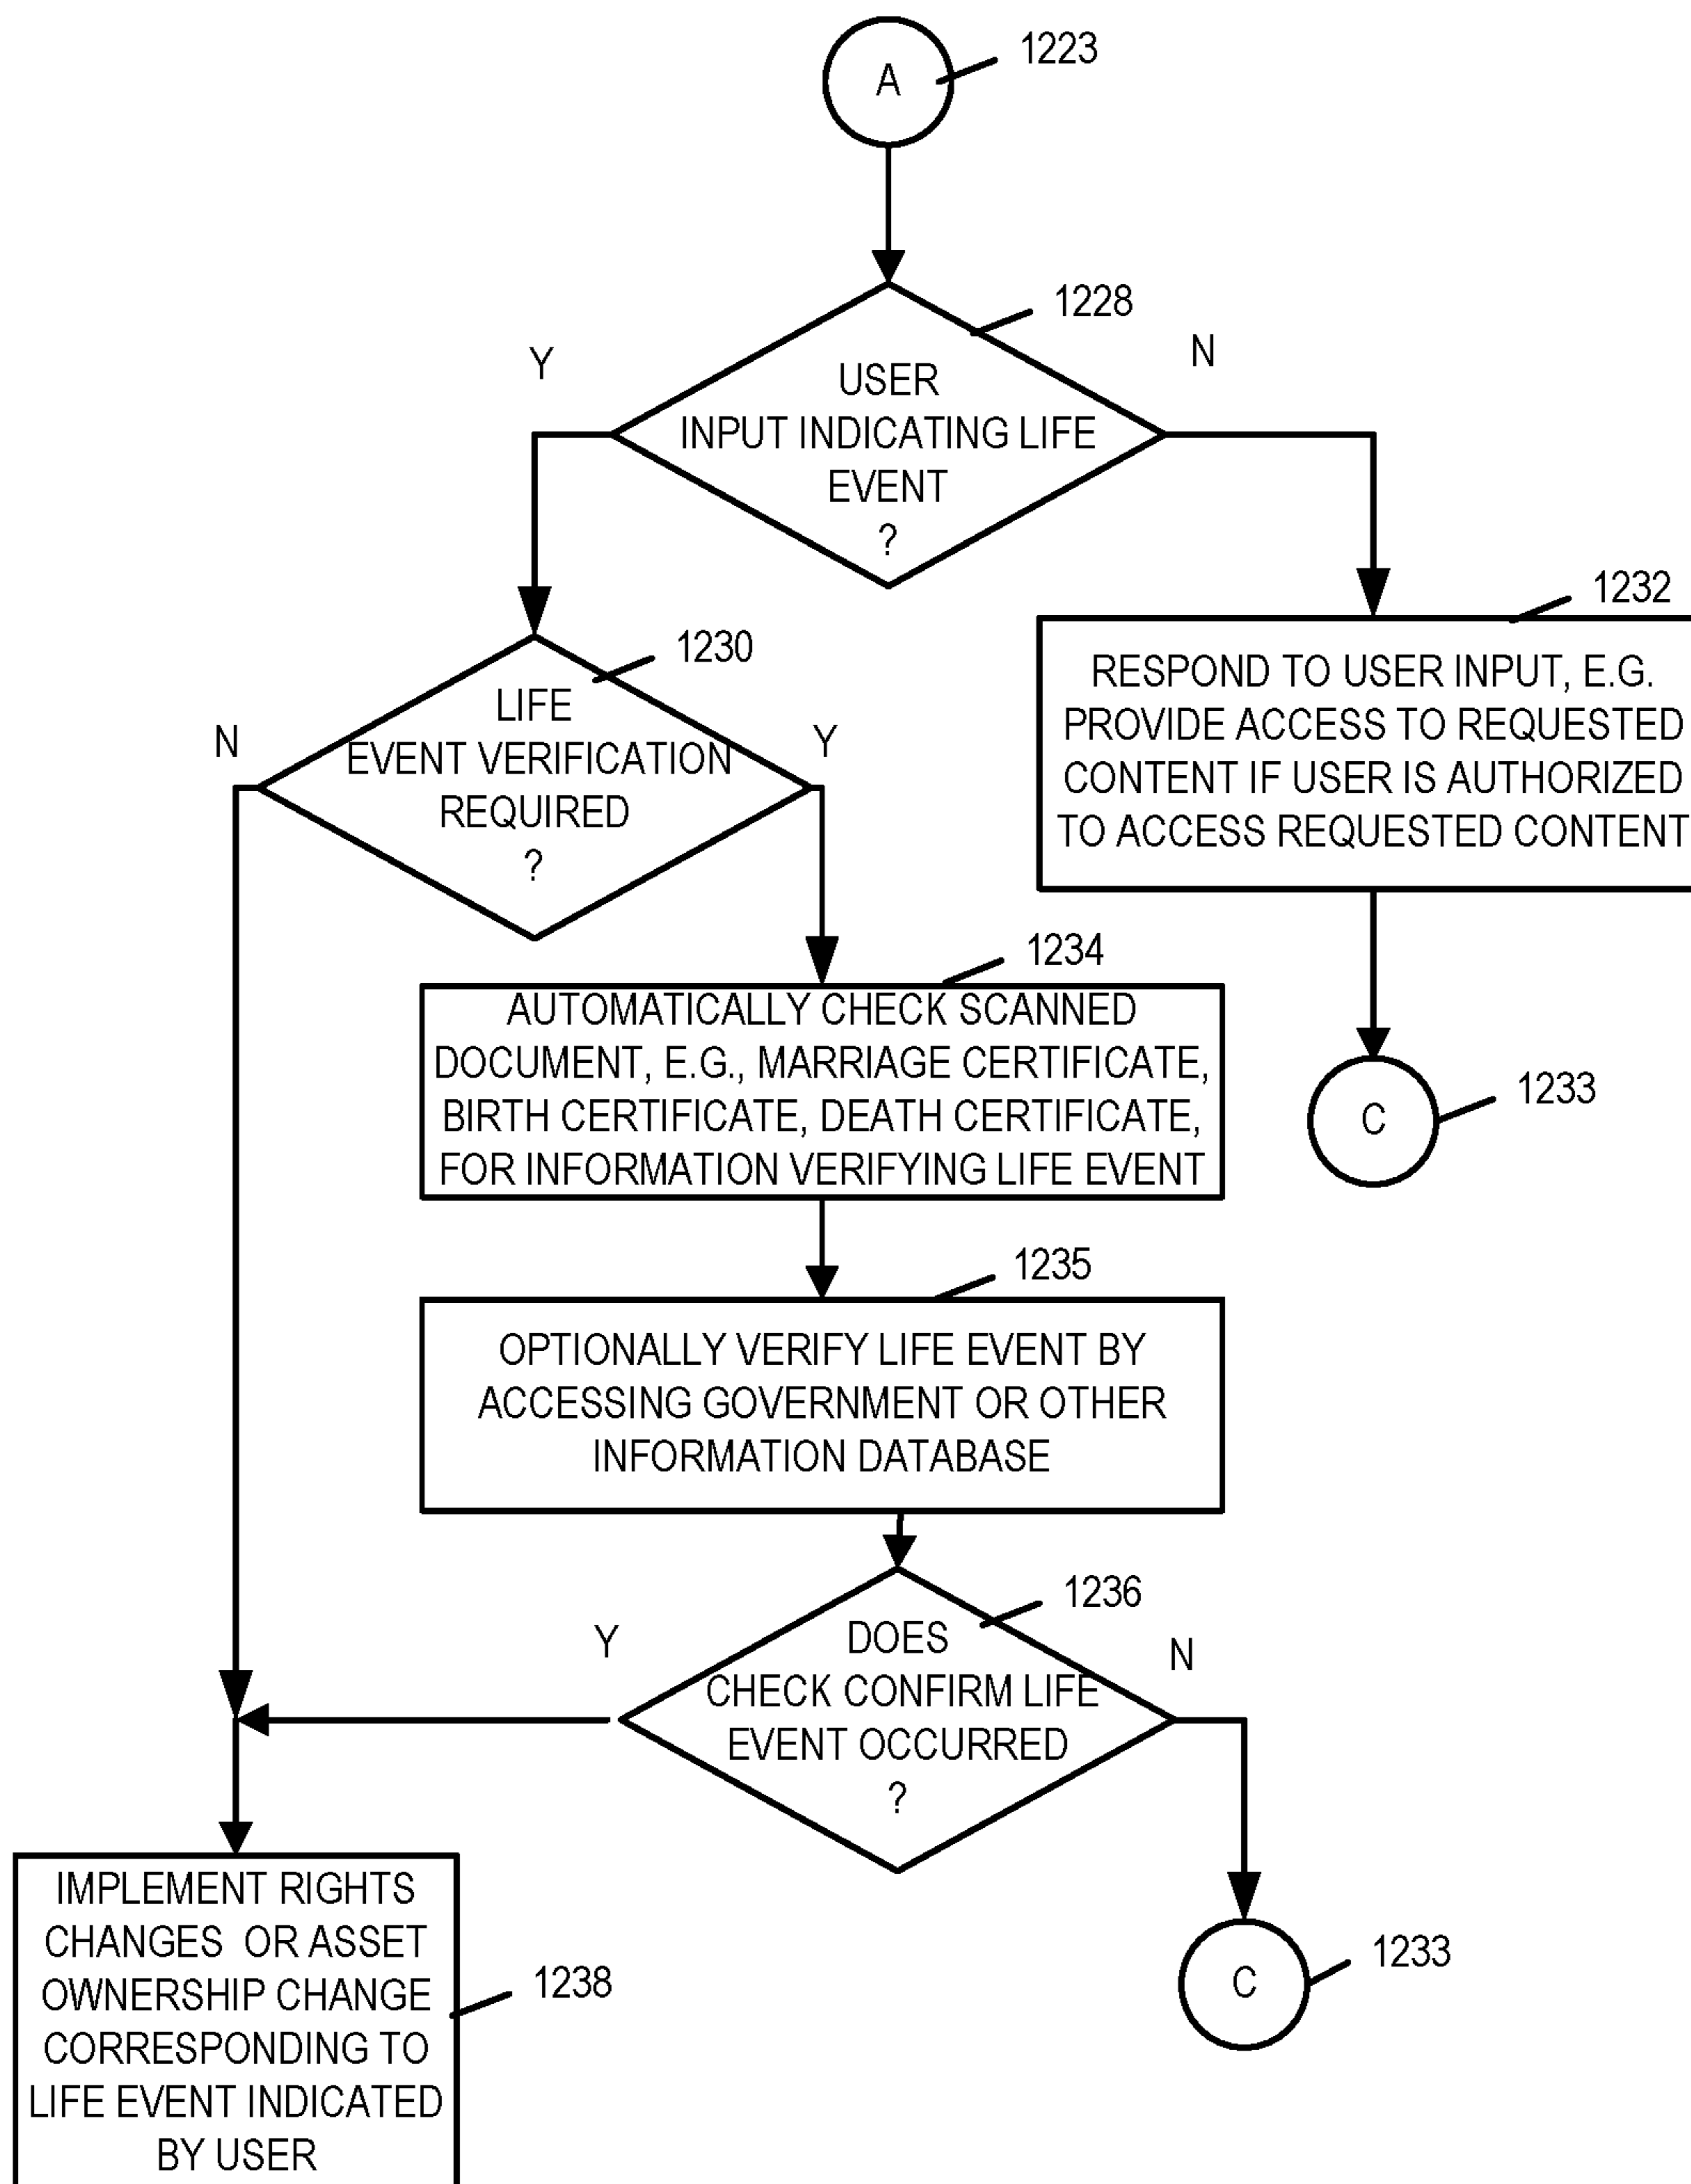 A
1223
1228
Y
N
USER
INPUT INDICATING LIFE
EVENT
?
1232
RESPOND TO USER INPUT, E.G.
PROVIDE ACCESS TO REQUESTED
CONTENT IF USER IS AUTHORIZED
TO ACCESS REQUESTED CONTENT
1230
N
Y
LIFE
EVENT VERIFICATION
REQUIRED
?
1234
AUTOMATICALLY CHECK SCANNED
DOCUMENT, E.G., MARRIAGE CERTIFICATE,
BIRTH CERTIFICATE, DEATH CERTIFICATE,
FOR INFORMATION VERIFYING LIFE EVENT
C
1233
1235
OPTIONALLY VERIFY LIFE EVENT BY
ACCESSING GOVERNMENT OR OTHER
INFORMATION DATABASE
1236
Y
N
DOES
CHECK CONFIRM LIFE
EVENT OCCURRED
?
C
1233
IMPLEMENT RIGHTS
CHANGES OR ASSET
OWNERSHIP CHANGE
CORRESPONDING TO
LIFE EVENT INDICATED
BY USER
1238